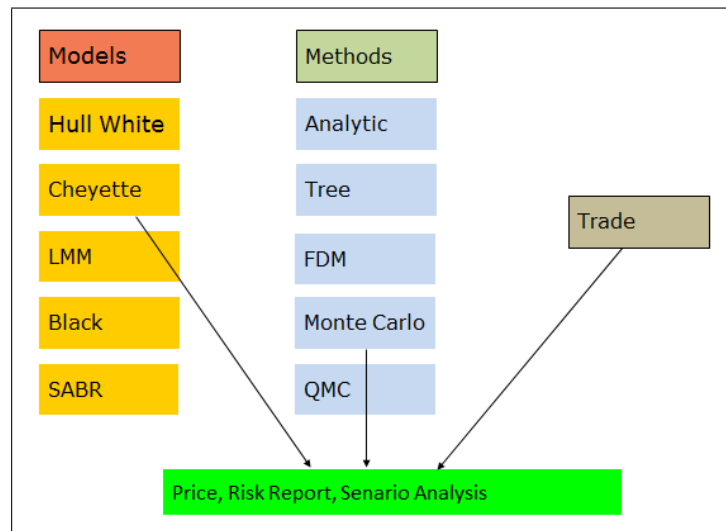 Models
Methods
Hull White
Analytic
Cheyette
Tree
Trade
LMM
FDM
Black
Monte Carlo
SABR
QMC
Price, Risk Report, Senario Analysis